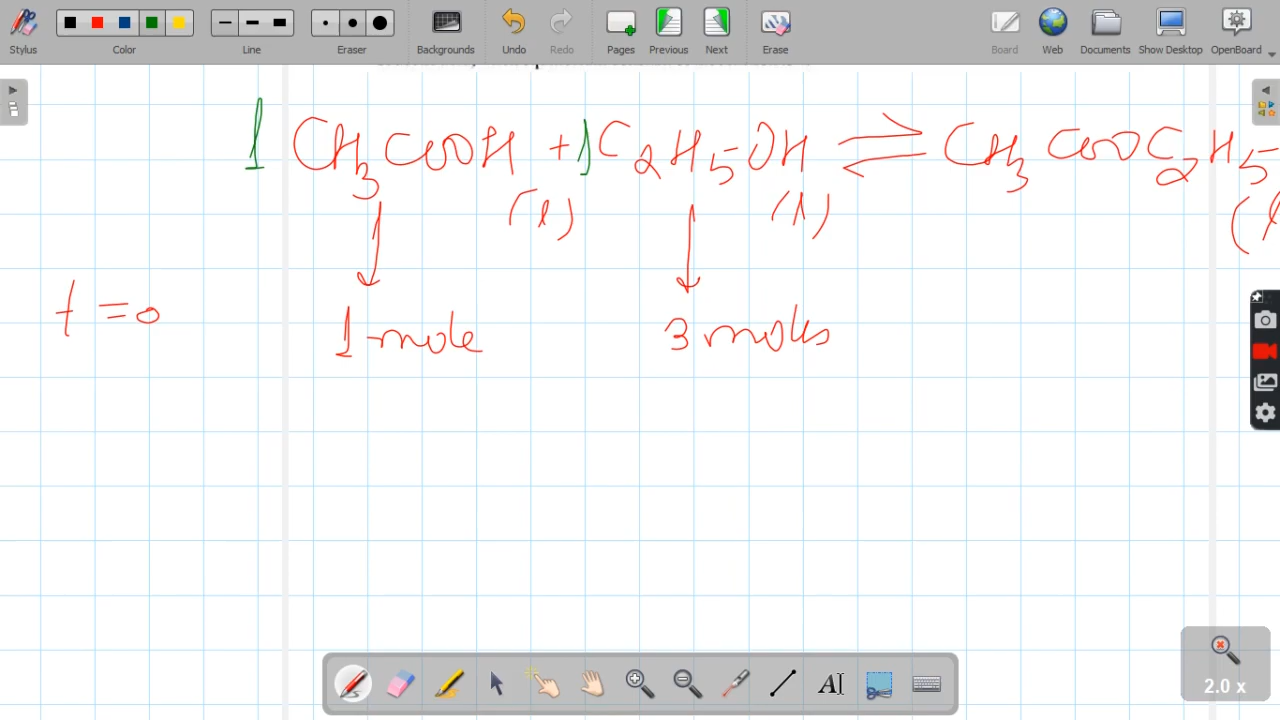 Stylus Color Line Eraser Backgrounds Undo Redo Pages Previous Next Erase Board Web Documents Show Desktop OpenBoard
1 CH3COOH + 1 C2H5OH ⇌ CH3COOC2H5
(l) (l) (l
t = 0 1 mole 3 moles
2.0 x